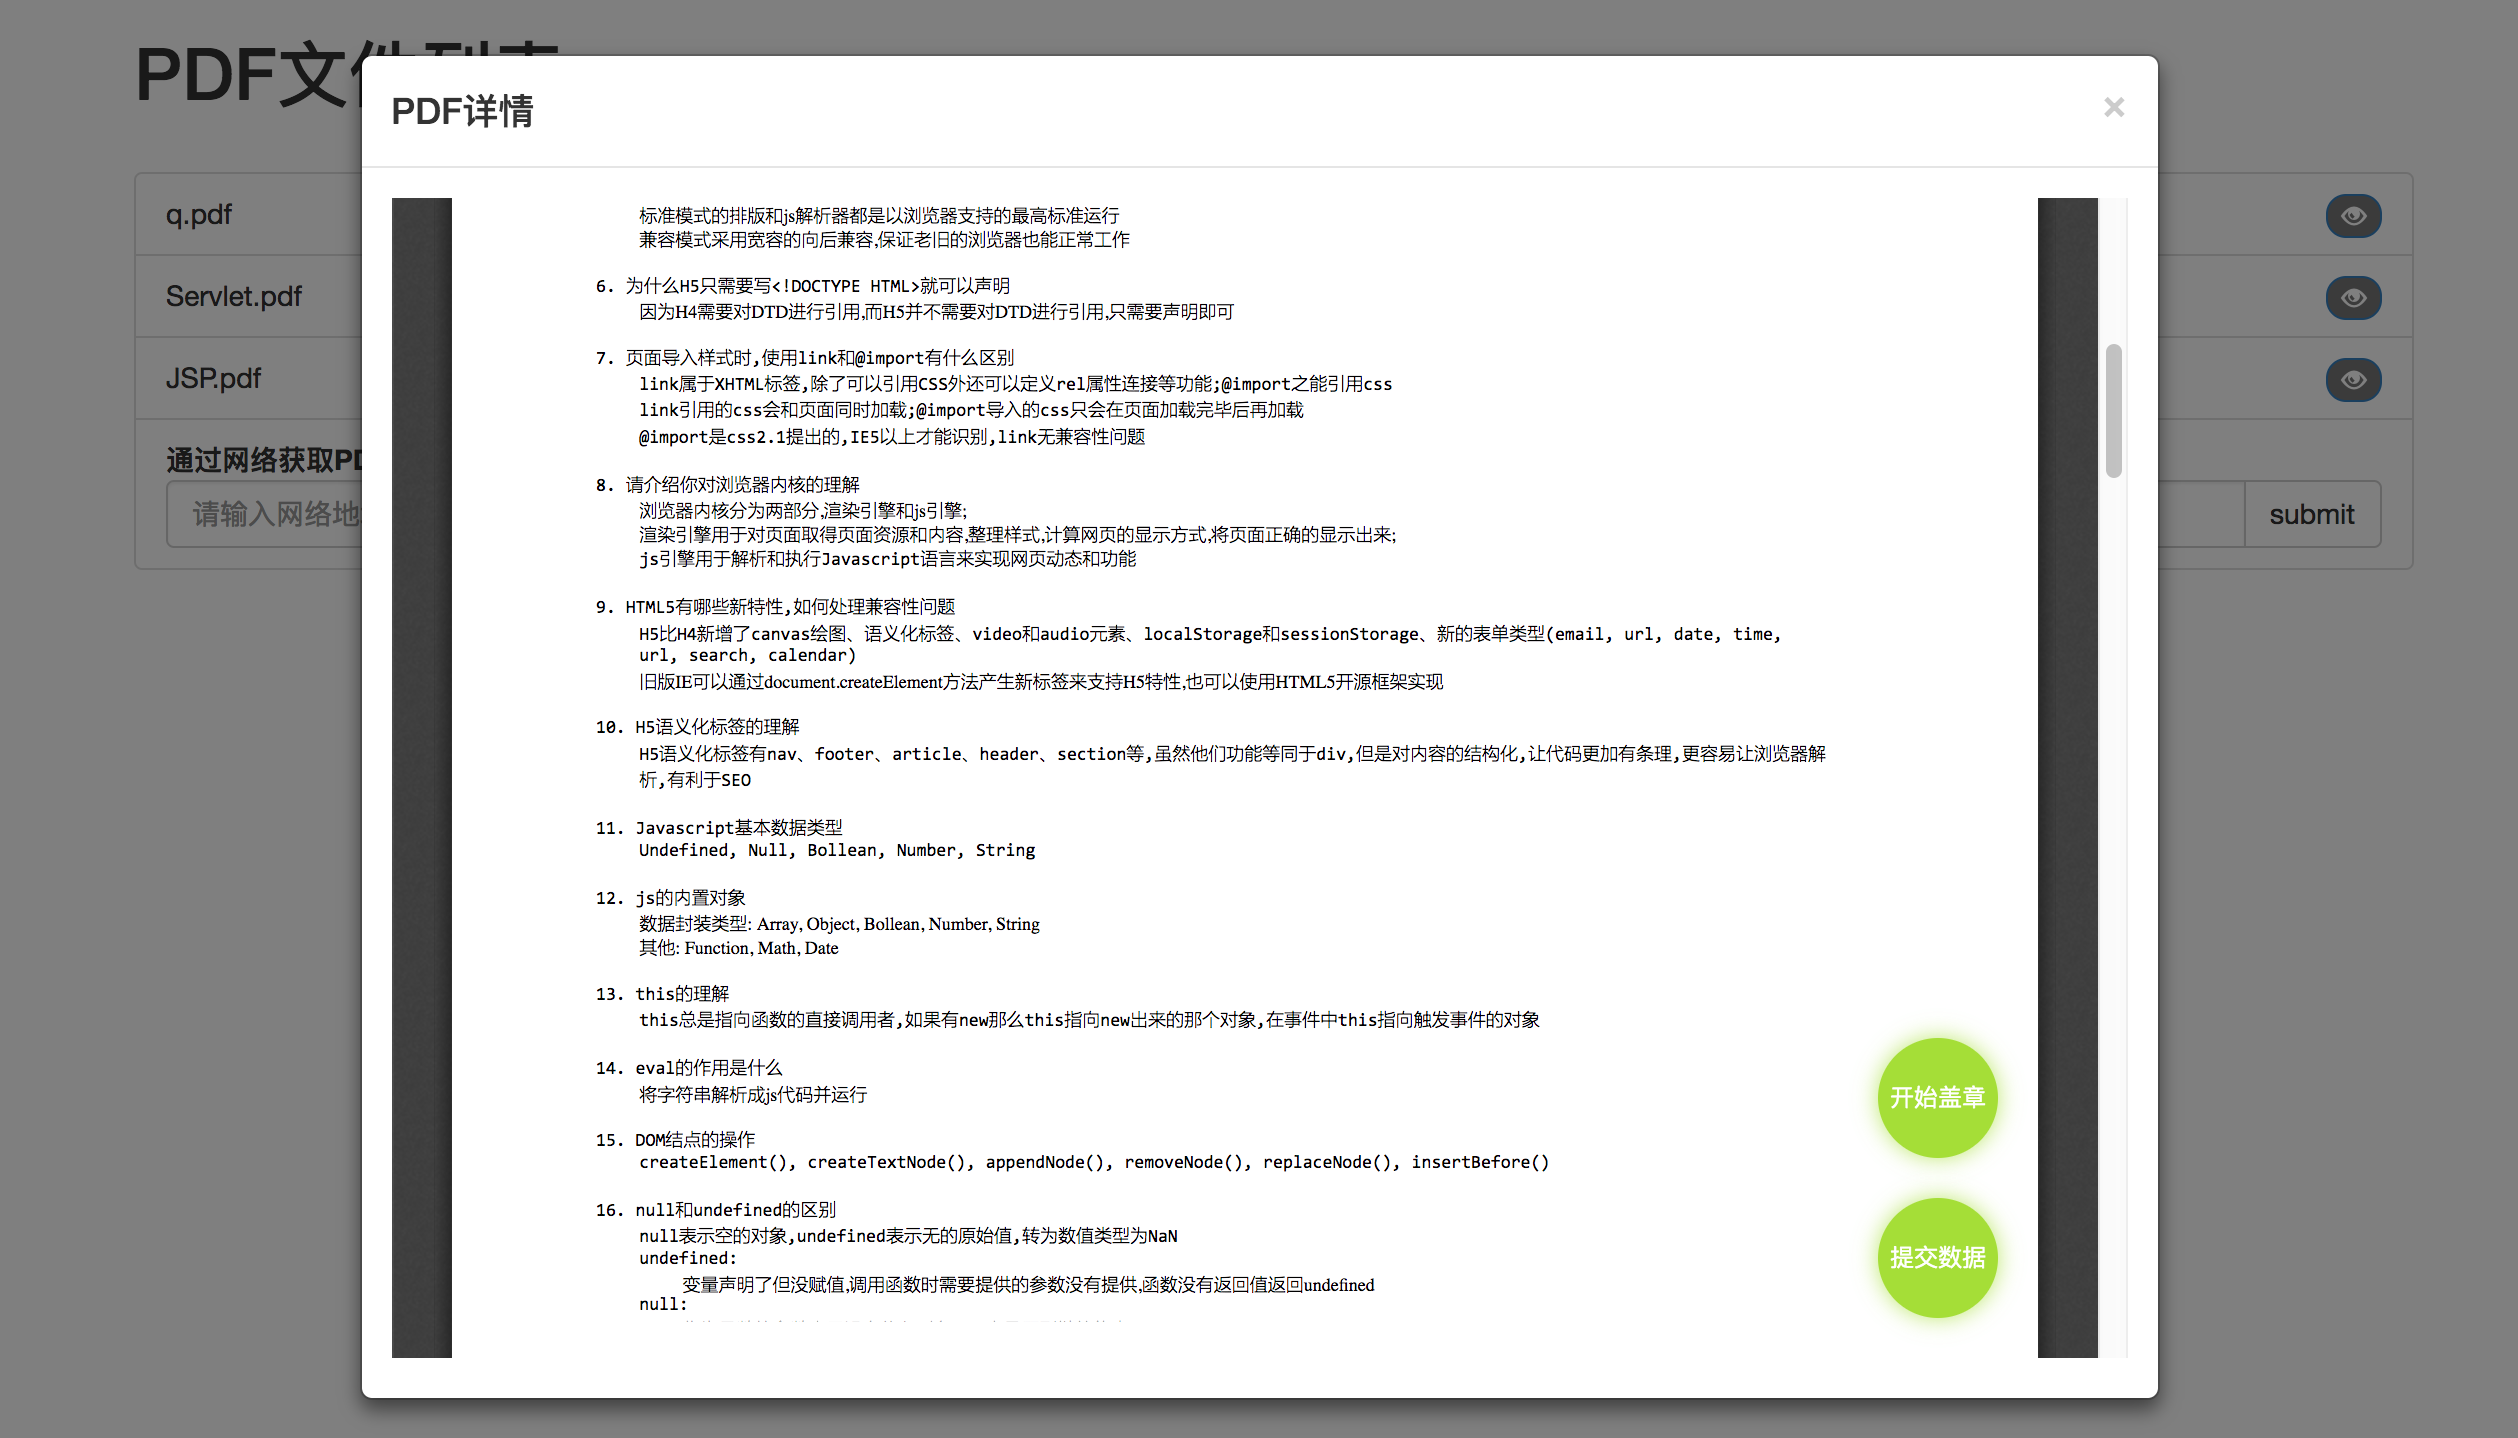 PDF文件列表
PDF详情
×
q.pdf
Servlet.pdf
JSP.pdf
通过网络获取PD
请输入网络地
submit
标准模式的排版和js解析器都是以浏览器支持的最高标准运行
兼容模式采用宽容的向后兼容,保证老旧的浏览器也能正常工作
6. 为什么H5只需要写<!DOCTYPE HTML>就可以声明
因为H4需要对DTD进行引用,而H5并不需要对DTD进行引用,只需要声明即可
7. 页面导入样式时,使用link和@import有什么区别
link属于XHTML标签,除了可以引用CSS外还可以定义rel属性连接等功能;@import之能引用css
link引用的css会和页面同时加载;@import导入的css只会在页面加载完毕后再加载
@import是css2.1提出的,IE5以上才能识别,link无兼容性问题
8. 请介绍你对浏览器内核的理解
浏览器内核分为两部分,渲染引擎和js引擎;
渲染引擎用于对页面取得页面资源和内容,整理样式,计算网页的显示方式,将页面正确的显示出来;
js引擎用于解析和执行Javascript语言来实现网页动态和功能
9. HTML5有哪些新特性,如何处理兼容性问题
H5比H4新增了canvas绘图、语义化标签、video和audio元素、localStorage和sessionStorage、新的表单类型(email, url, date, time,
url, search, calendar)
旧版IE可以通过document.createElement方法产生新标签来支持H5特性,也可以使用HTML5开源框架实现
10. H5语义化标签的理解
H5语义化标签有nav、footer、article、header、section等,虽然他们功能等同于div,但是对内容的结构化,让代码更加有条理,更容易让浏览器解
析,有利于SEO
11. Javascript基本数据类型
Undefined, Null, Bollean, Number, String
12. js的内置对象
数据封装类型: Array, Object, Bollean, Number, String
其他: Function, Math, Date
13. this的理解
this总是指向函数的直接调用者,如果有new那么this指向new出来的那个对象,在事件中this指向触发事件的对象
14. eval的作用是什么
将字符串解析成js代码并运行
15. DOM结点的操作
createElement(), createTextNode(), appendNode(), removeNode(), replaceNode(), insertBefore()
16. null和undefined的区别
null表示空的对象,undefined表示无的原始值,转为数值类型为NaN
undefined:
变量声明了但没赋值,调用函数时需要提供的参数没有提供,函数没有返回值返回undefined
null:
开始盖章
提交数据